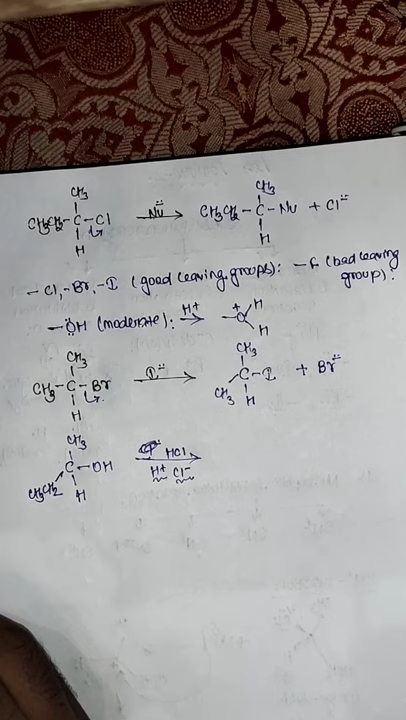 CH₃ CH₃
CH₃CH₂-C-Cl Nu⁻ → CH₃CH₂-C-Nu + Cl⁻
H H
-Cl, -Br, -I (good leaving groups): -F (bad leaving group):
-OH (moderate): H⁺ → -O⁺ H H
CH₃ CH₃
CH₃-C-Br I⁻ → CH₃ C-I + Br⁻
H H
CH₃
CH₃CH₂ C-OH HCl →
H H⁺ Cl⁻